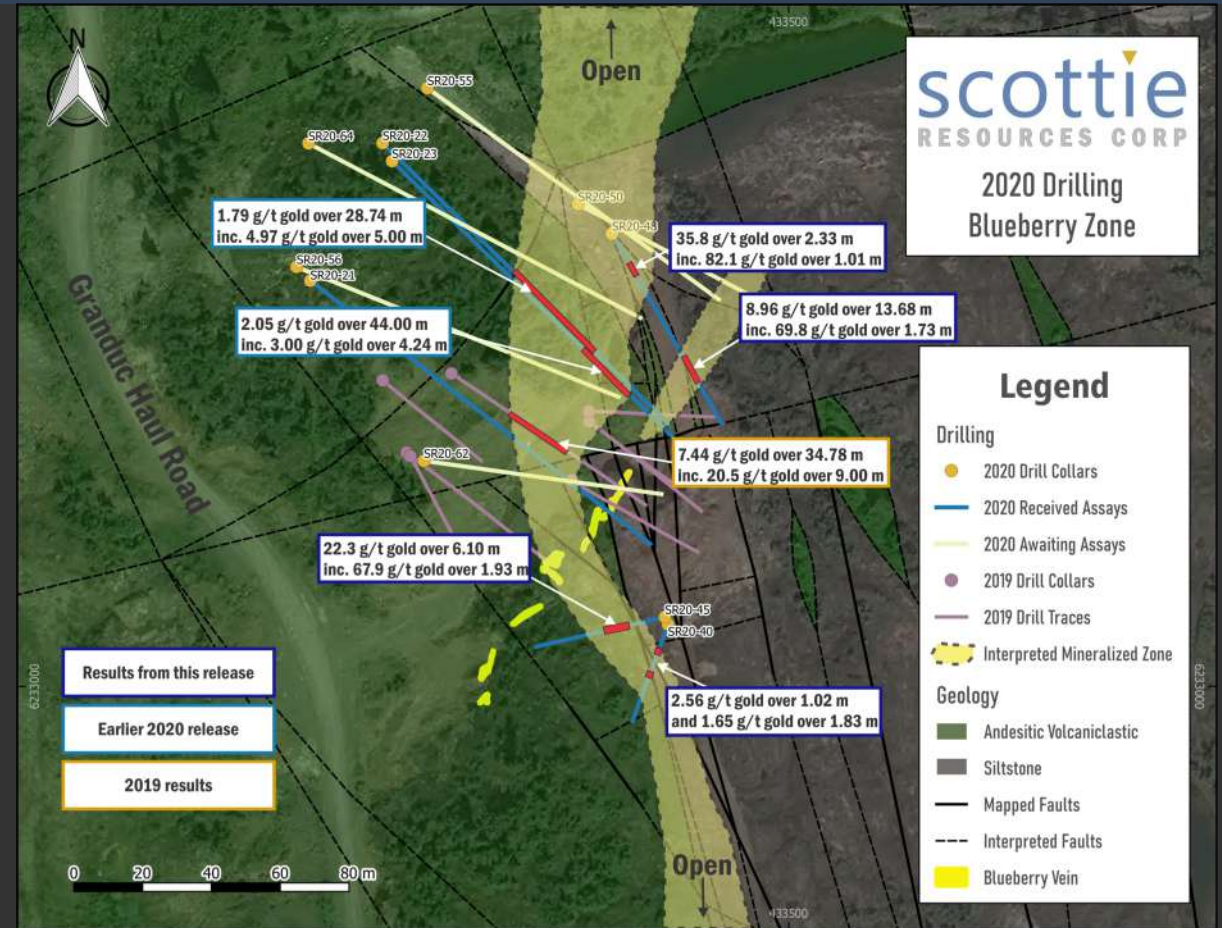 433500
N
Open
scottie
RESOURCES CORP
2020 Drilling
Blueberry Zone
SR20-55
SR20-64
SR20-22
SR20-23
SR20-50
1.79 g/t gold over 28.74 m
inc. 4.97 g/t gold over 5.00 m
35.8 g/t gold over 2.33 m
inc. 82.1 g/t gold over 1.01 m
SR20-56
SR20-21
8.96 g/t gold over 13.68 m
inc. 69.8 g/t gold over 1.73 m
2.05 g/t gold over 44.00 m
inc. 3.00 g/t gold over 4.24 m
Granduc Haul Road
7.44 g/t gold over 34.78 m
inc. 20.5 g/t gold over 9.00 m
SR20-62
22.3 g/t gold over 6.10 m
inc. 67.9 g/t gold over 1.93 m
SR20-45
SR20-40
2.56 g/t gold over 1.02 m
and 1.65 g/t gold over 1.83 m
6233000
6233000
Results from this release
Earlier 2020 release
2019 results
0 20 40 60 80 m
Open
433500
Legend
Drilling
2020 Drill Collars
2020 Received Assays
2020 Awaiting Assays
2019 Drill Collars
2019 Drill Traces
Interpreted Mineralized Zone
Geology
Andesitic Volcaniclastic
Siltstone
Mapped Faults
Interpreted Faults
Blueberry Vein